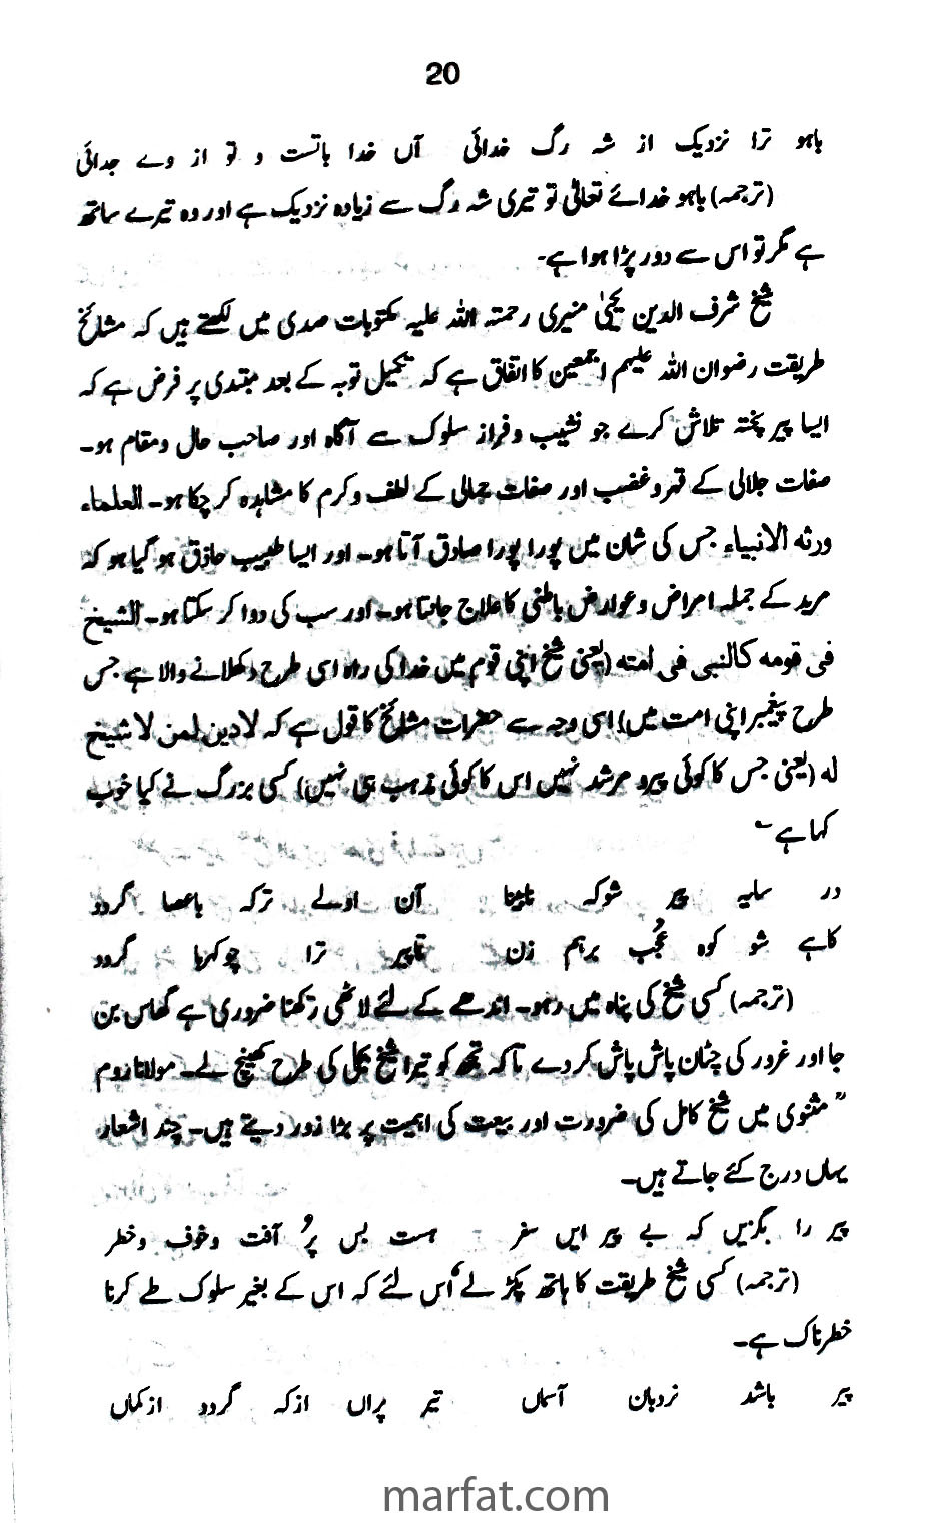 20
باہو ترا نزدیک از شہ رگ خدائی آں خدا باتست و تو از وے جدائی
(ترجمہ) باہو خدائے تعالیٰ تو تیری شہ رگ سے زیادہ نزدیک ہے اور وہ تیرے ساتھ
ہے مگر تو اس سے دور پڑا ہوا ہے۔
شیخ شرف الدین یحییٰ منیری رحمتہ اللہ علیہ مکتوبات صدی میں لکھتے ہیں کہ مشائخ
طریقت رضوان اللہ علیہم اجمعین کا اتفاق ہے کہ تکمیل توبہ کے بعد مبتدی پر فرض ہے کہ
ایسا پیر پختہ تلاش کرے جو نشیب و فراز سلوک سے آگاہ اور صاحب حال و مقام ہو۔
صفات جلالی کے قہر و غضب اور صفات جمالی کے لطف و کرم کا مشاہدہ کر چکا ہو۔ العلماء
ورثہ الانبیاء جس کی شان میں پورا پورا صادق آتا ہو۔ اور ایسا طبیب حاذق ہو گیا ہو کہ
مرید کے جملہ امراض و عوارض باطنی کا علاج جانتا ہو۔ اور سب کی دوا کر سکتا ہو۔ الشیخ
فی قومہ کالنبی فی امتہ (یعنی شیخ اپنی قوم میں خدا کی راہ اسی طرح دکھلانے والا ہے جس
طرح پیغمبر اپنی امت میں) اسی وجہ سے حضرات مشائخ کا قول ہے کہ لا دین لمن لا شیخ
لہ (یعنی جس کا کوئی پیرو مرشد نہیں اس کا کوئی مذہب ہی نہیں) کسی بزرگ نے کیا خوب
کہا ہے ؎
در سایہ پیر شو کہ نابینا آن اولے ترکہ باعصا گردد
کاہے شو کوہ عُجب برہم زن تاپیر ترا چو کہربا گردد
(ترجمہ) کسی شیخ کی پناہ میں رہو۔ اندھے کے لئے لاٹھی رکھنا ضروری ہے گھاس بن
جا اور غرور کی چٹان پاش پاش کر دے تاکہ تجھ کو تیرا شیخ بجلی کی طرح کھینچ لے۔ مولانا روم
ؒ مثنوی میں شیخ کامل کی ضرورت اور بیعت کی اہمیت پر بڑا زور دیتے ہیں۔ چند اشعار
یہاں درج کئے جاتے ہیں۔
پیر را بگزیں کہ بے پیر ایں سفر ہست بس پُر آفت و خوف و خطر
(ترجمہ) کسی شیخ طریقت کا ہاتھ پکڑ لے اُس لئے کہ اس کے بغیر سلوک طے کرنا
خطرناک ہے۔
پیر باشد نردبان آسماں تیر پراں ازکہ گردد از کماں
marfat.com